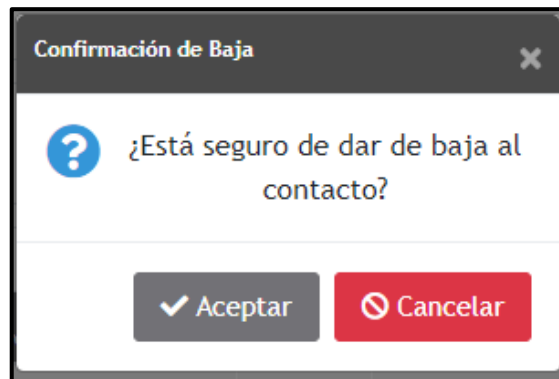 Confirmación de Baja
¿Está seguro de dar de baja al
contacto?
Aceptar
Cancelar